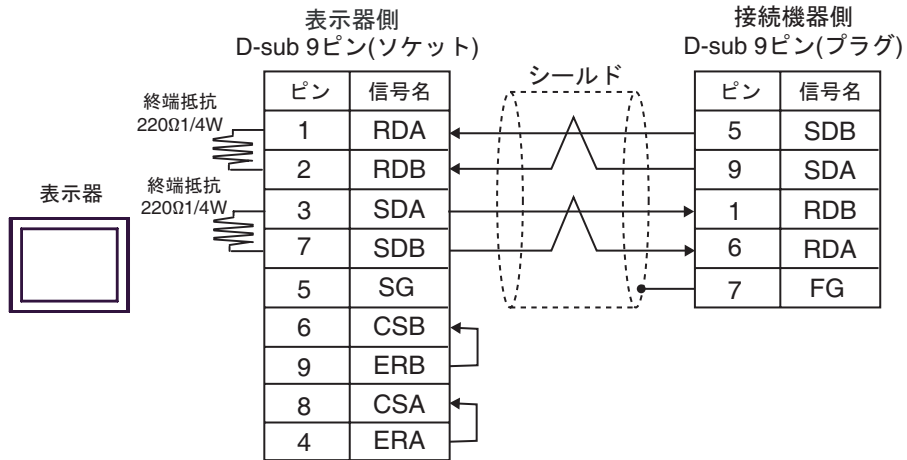 表示器側
D-sub 9ピン(ソケット)
接続機器側
D-sub 9ピン(プラグ)
シールド
終端抵抗
220Ω1/4W
終端抵抗
220Ω1/4W
表示器
ピン 信号名
1 RDA
2 RDB
3 SDA
7 SDB
5 SG
6 CSB
9 ERB
8 CSA
4 ERA
ピン 信号名
5 SDB
9 SDA
1 RDB
6 RDA
7 FG